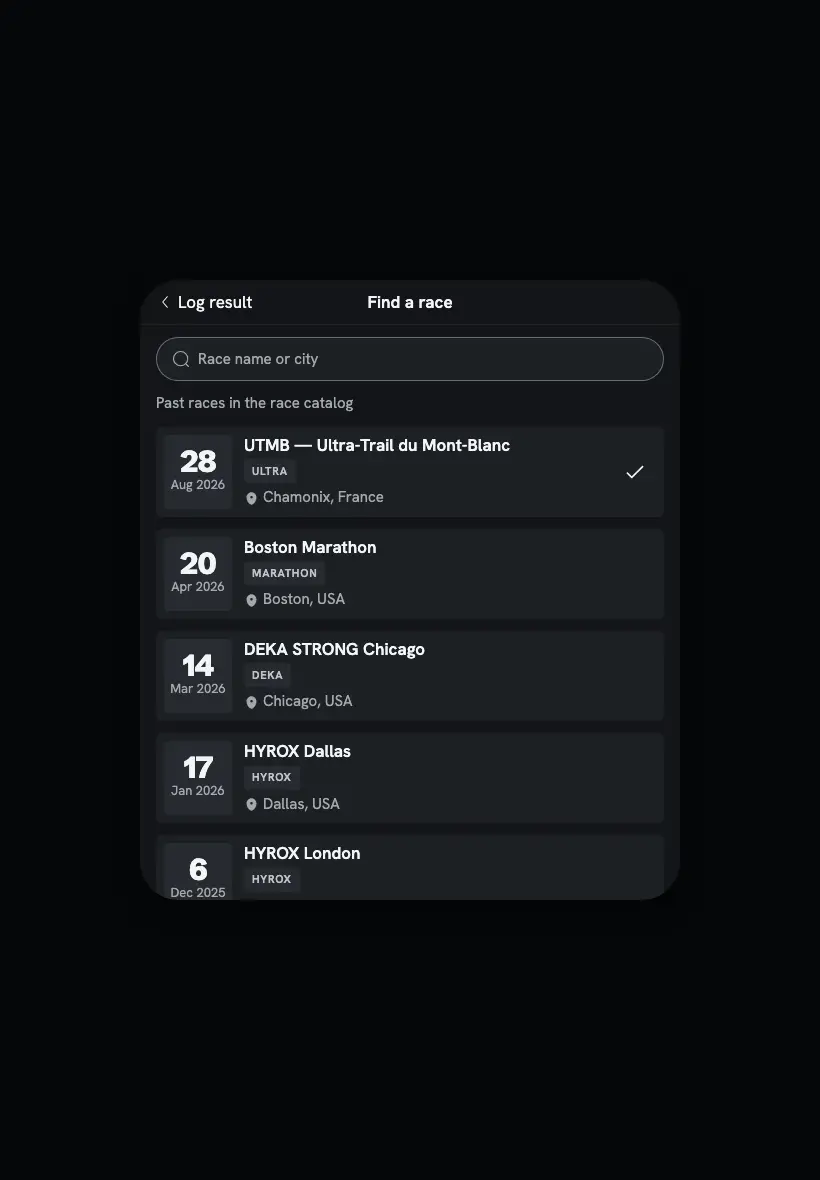 Log result
Find a race
Race name or city
Past races in the race catalog
28
Aug 2026
UTMB — Ultra-Trail du Mont-Blanc
ULTRA
Chamonix, France
20
Apr 2026
Boston Marathon
MARATHON
Boston, USA
14
Mar 2026
DEKA STRONG Chicago
DEKA
Chicago, USA
17
Jan 2026
HYROX Dallas
HYROX
Dallas, USA
6
Dec 2025
HYROX London
HYROX